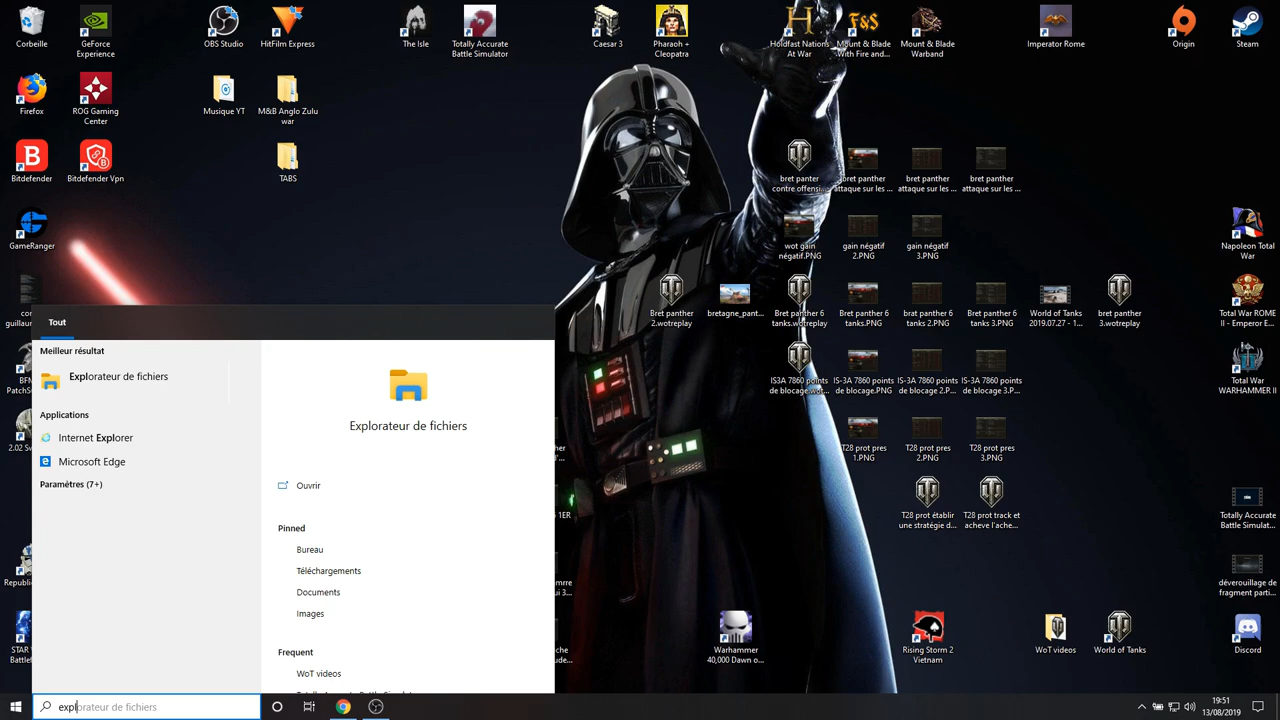 Corbeille
GeForce
Experience
OBS Studio
HitFilm Express
The Isle
Totally Accurate
Battle Simulator
Caesar 3
Pharaoh +
Cleopatra
Holdfast Nations
At War
Mount & Blade
With Fire and...
Mount & Blade
Warband
Imperator Rome
Origin
Steam
Firefox
ROG Gaming
Center
Musique YT
M&B Anglo Zulu
war
Bitdefender
Bitdefender Vpn
TABS
bret panter
contre offensi...
bret panther
attaque sur les ...
bret panther
attaque sur les ...
bret panther
attaque sur les ...
GameRanger
wot gain
négatif.PNG
gain négatif
2.PNG
gain négatif
3.PNG
Napoleon Total
War
Bret panther
2.wotreplay
bretagne_pant...
Bret panther 6
tanks.wotreplay
Bret panther 6
tanks.PNG
brat panther 6
tanks 2.PNG
Bret panther 6
tanks 3.PNG
World of Tanks
2019.07.27 - 1...
bret panther
3.wotreplay
Total War ROME
II - Emperor E...
IS3A 7860 points
de blocage.wot...
IS-3A 7860 points
de blocage.PNG
IS-3A 7860 points
de blocage 2.P...
IS-3A 7860 points
de blocage 3.P...
Total War
WARHAMMER II
T28 prot pres
1.PNG
T28 prot pres
2.PNG
T28 prot pres
3.PNG
T28 prot établir
une stratégie d...
T28 prot track et
acheve l'ache...
Totally Accurate
Battle Simulat...
déverouillage de
fragment parti...
Warhammer
40,000 Dawn o...
Rising Storm 2
Vietnam
WoT videos
World of Tanks
Discord
Tout
Meilleur résultat
Explorateur de fichiers
Applications
Internet Explorer
Microsoft Edge
Paramètres (7+)
Explorateur de fichiers
Ouvrir
Pinned
Bureau
Téléchargements
Documents
Images
Frequent
WoT videos
explorateur de fichiers
19:51
13/08/2019